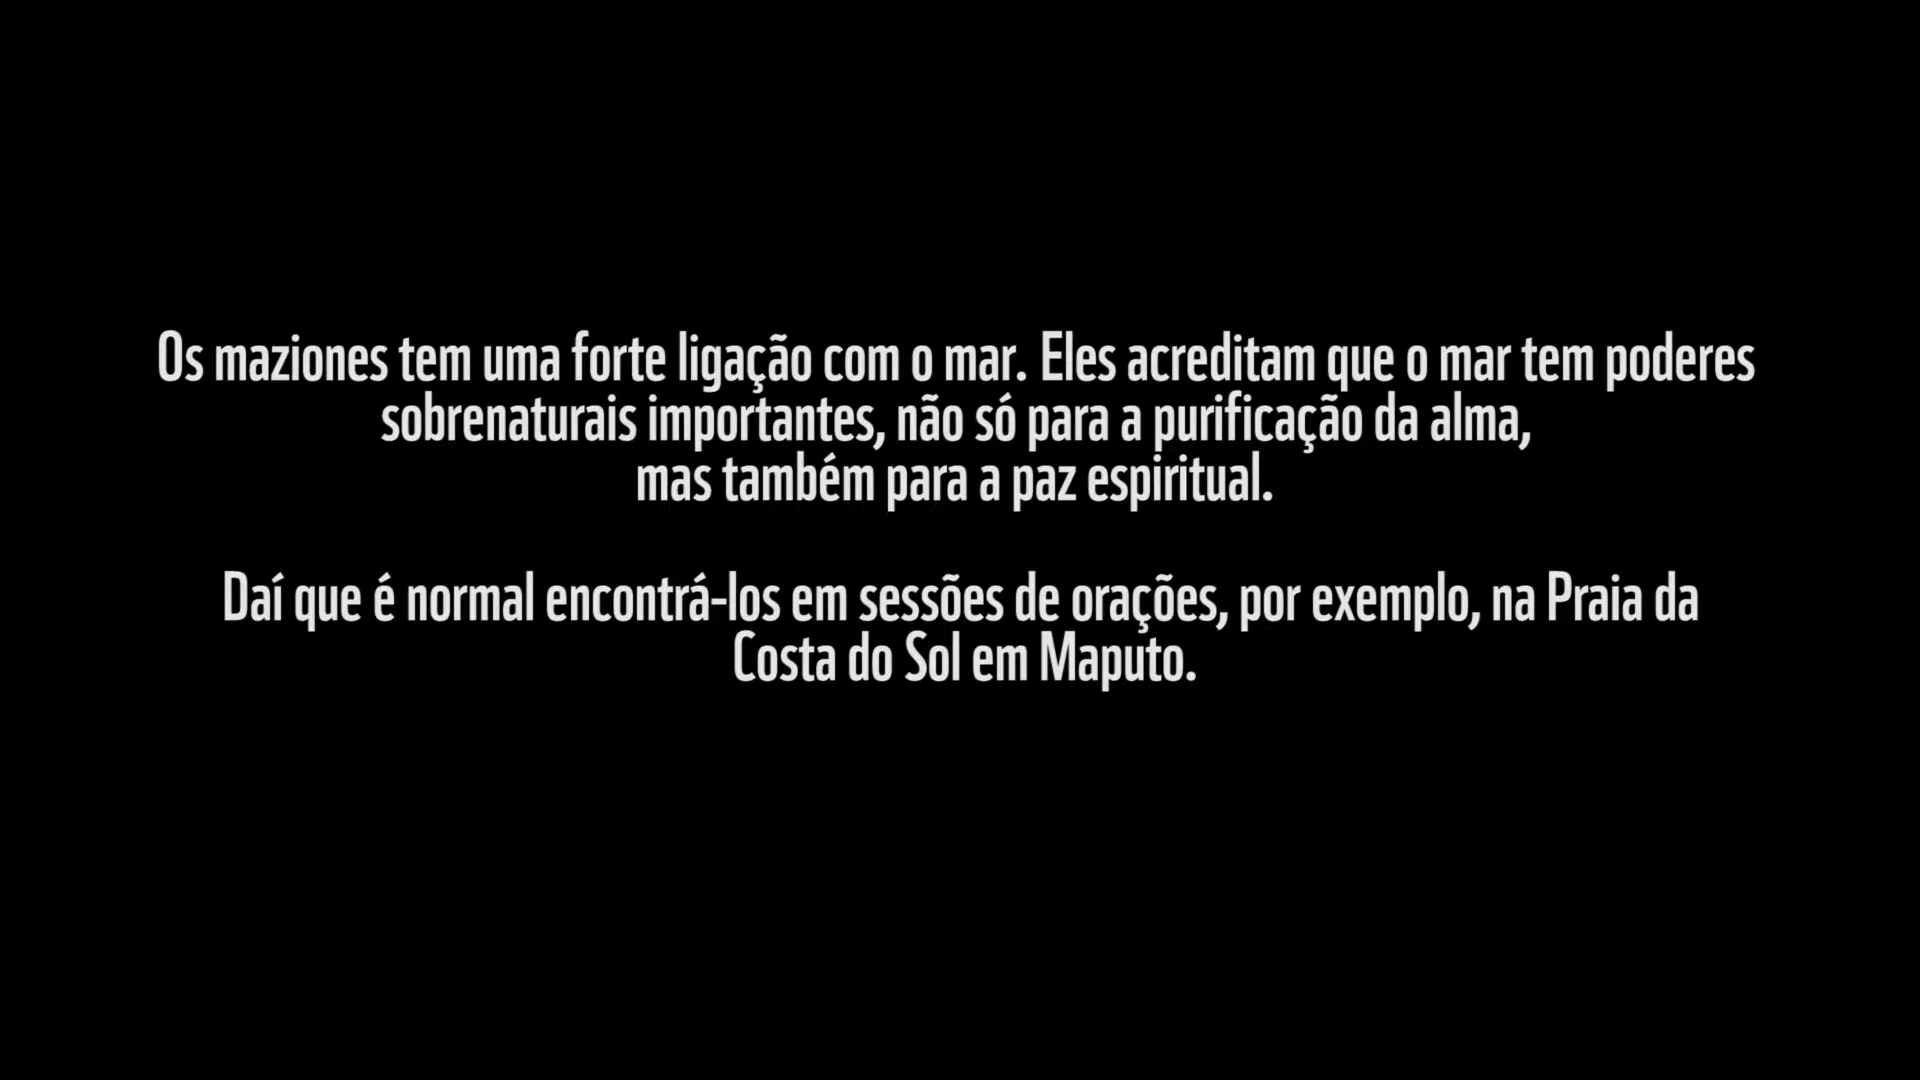 Os maziones tem uma forte ligação com o mar. Eles acreditam que o mar tem poderes
sobrenaturais importantes, não só para a purificação da alma,
mas também para a paz espiritual.
Daí que é normal encontrá-los em sessões de orações, por exemplo, na Praia da
Costa do Sol em Maputo.